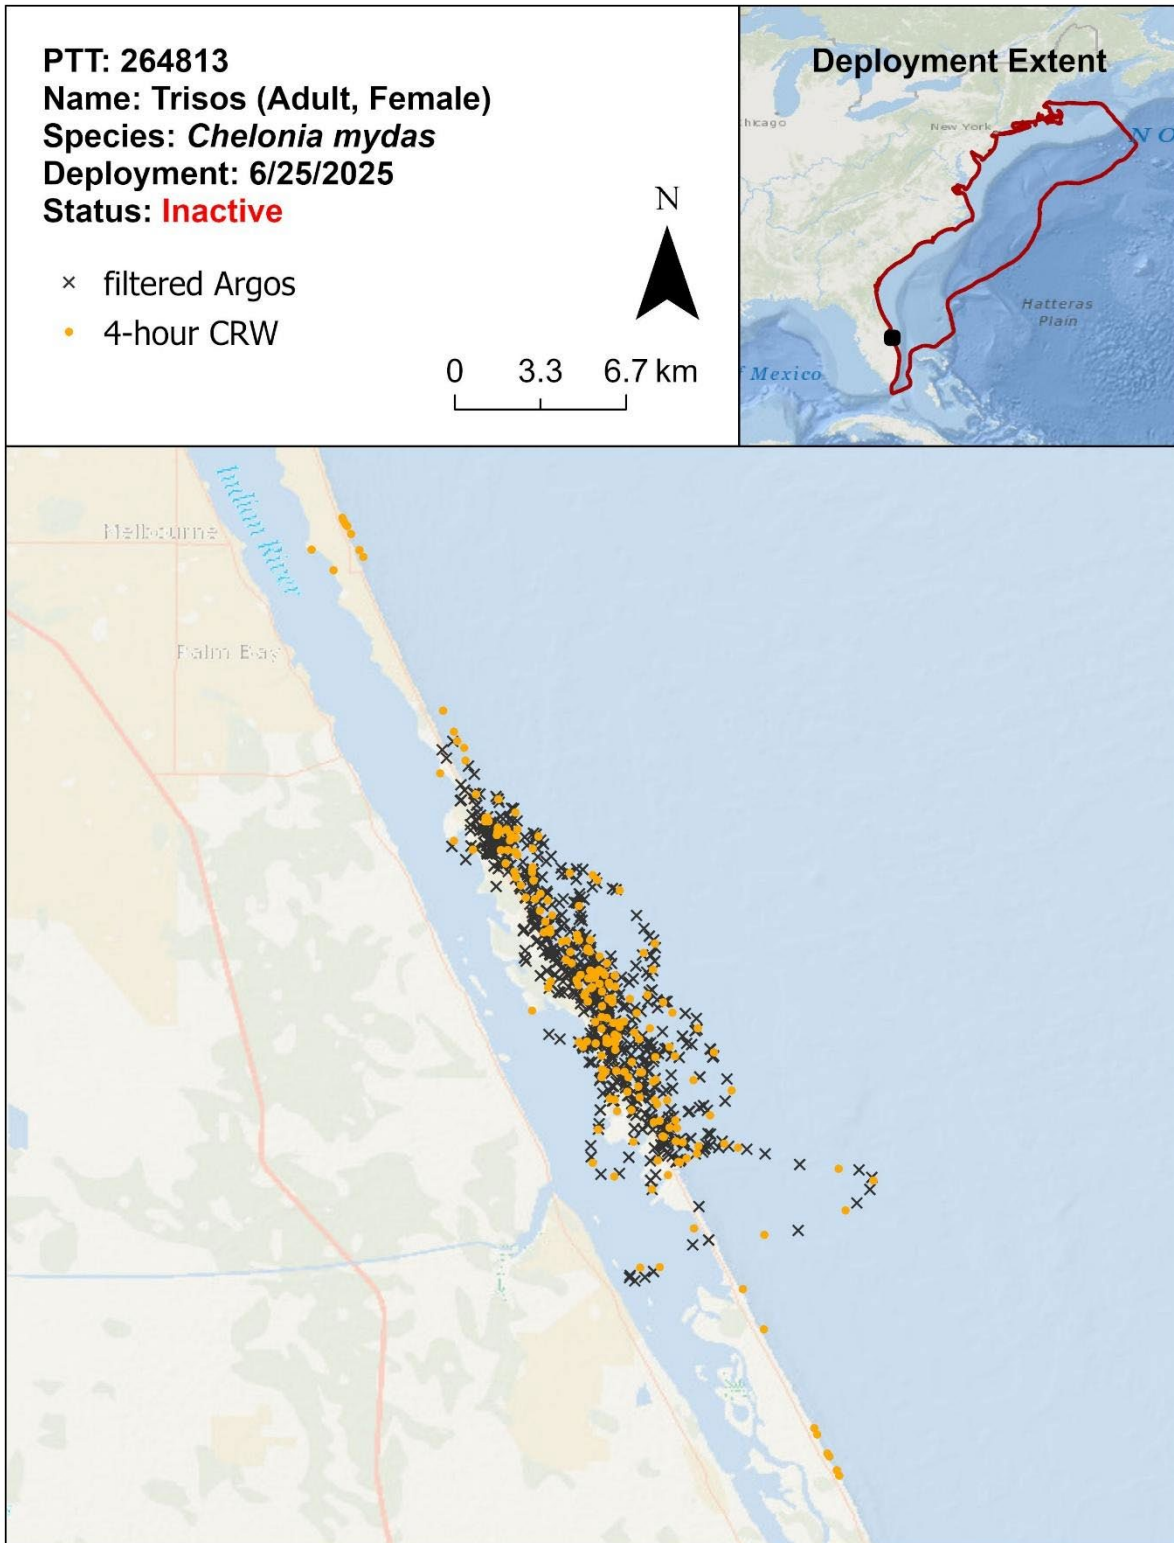 PTT: 264813
Name: Trisos (Adult, Female)
Species: Chelonia mydas
Deployment: 6/25/2025
Status: Inactive
× filtered Argos
4-hour CRW
N
0 3.3 6.7 km
Deployment Extent
hicago
New York
N O
Hatteras
Plain
Mexico
Indian River
Melbourne
Palm Bay